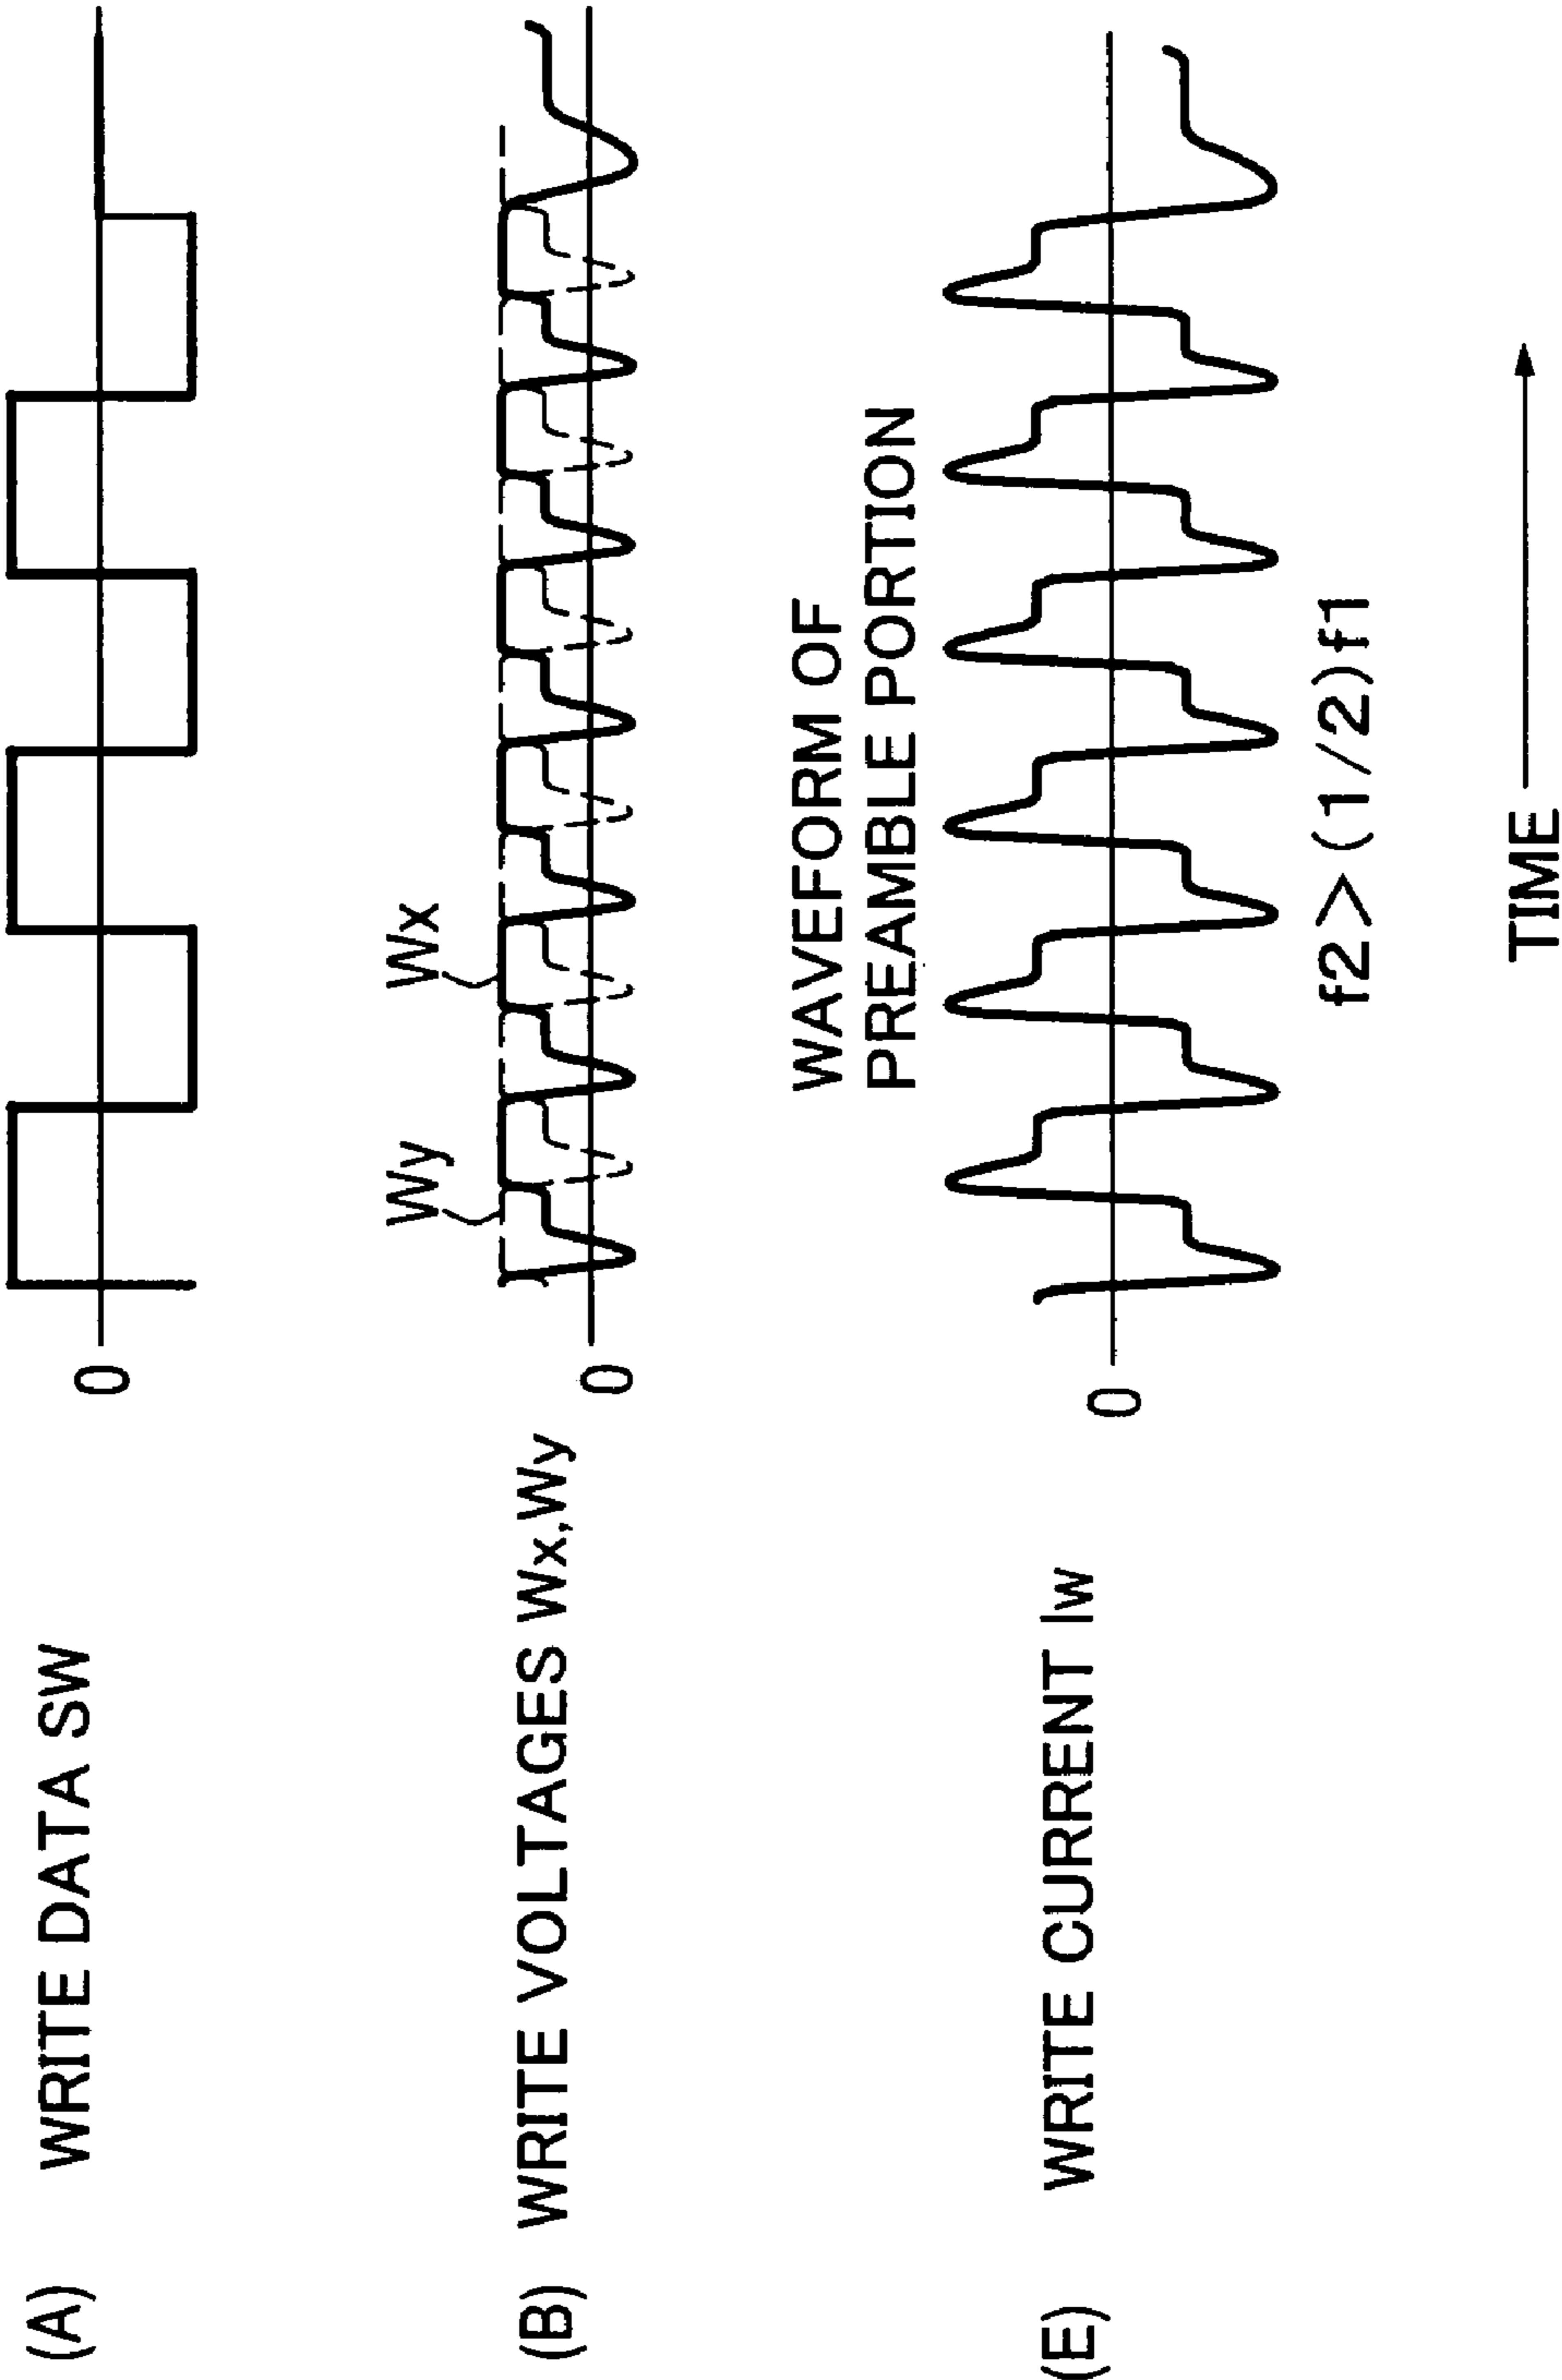 (A) WRITE DATA SW
0
Wy
Wx
(B) WRITE VOLTAGES Wx,Wy
0
WAVEFORM OF
PREAMBLE PORTION
(E) WRITE CURRENT Iw
0
f2>(1/2)f1
TIME